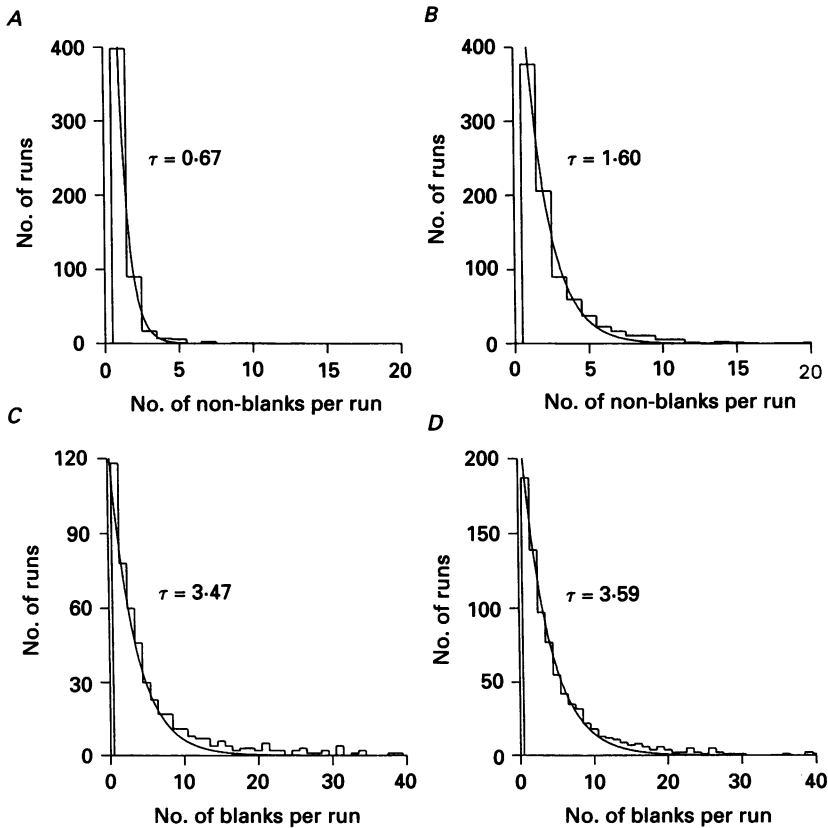 A
400
300
200
100
0
No. of runs
τ = 0·67
0 5 10 15 20
No. of non-blanks per run
B
400
300
200
100
0
No. of runs
τ = 1·60
0 5 10 15 20
No. of non-blanks per run
C
120
90
60
30
0
No. of runs
τ = 3·47
0 10 20 30 40
No. of blanks per run
D
200
150
100
50
0
No. of runs
τ = 3·59
0 10 20 30 40
No. of blanks per run